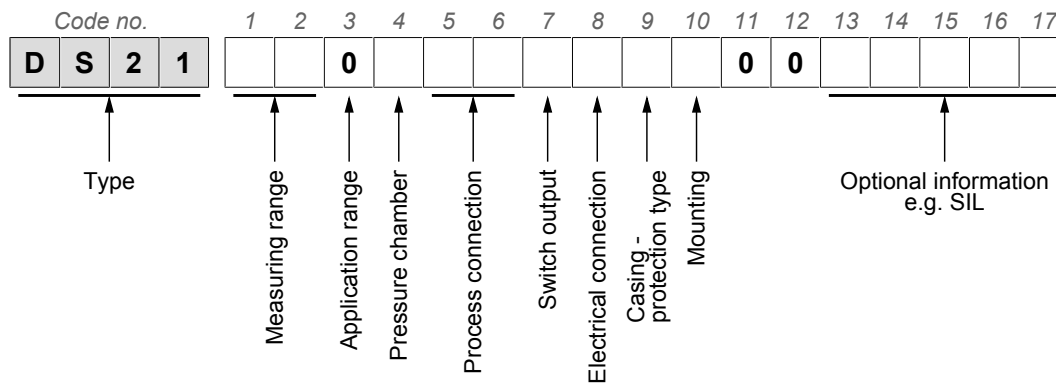 Code no. 1 2 3 4 5 6 7 8 9 10 11 12 13 14 15 16 17
D S 2 1 0 0 0
Type
Measuring range
Application range
Pressure chamber
Process connection
Switch output
Electrical connection
Casing -
protection type
Mounting
Optional information
e.g. SIL